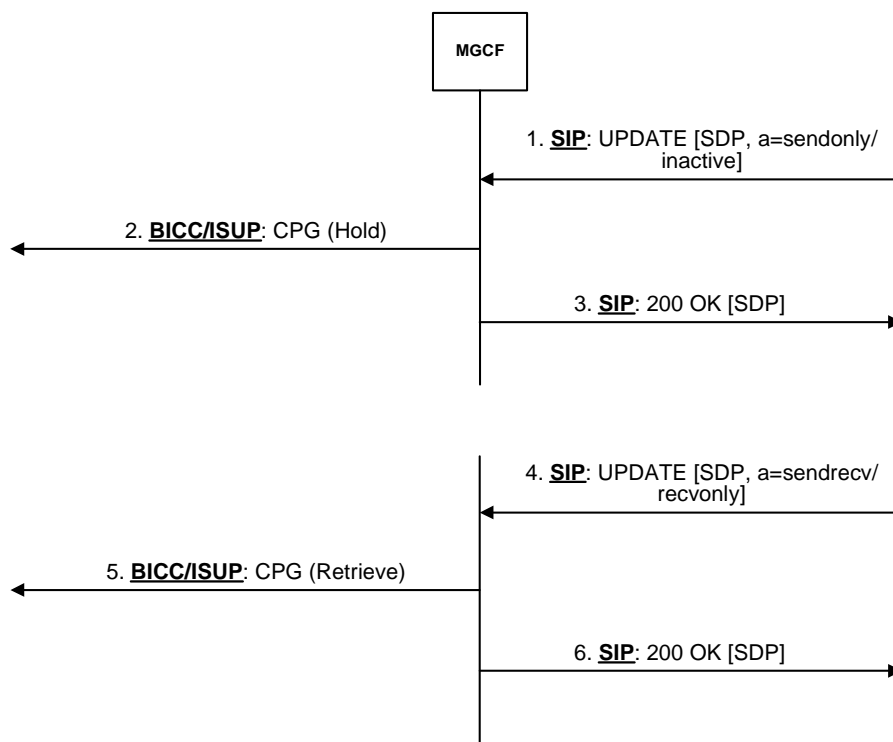 MGCF
1. SIP: UPDATE [SDP, a=sendonly/
inactive]
2. BICC/ISUP: CPG (Hold)
3. SIP: 200 OK [SDP]
4. SIP: UPDATE [SDP, a=sendrecv/
recvonly]
5. BICC/ISUP: CPG (Retrieve)
6. SIP: 200 OK [SDP]